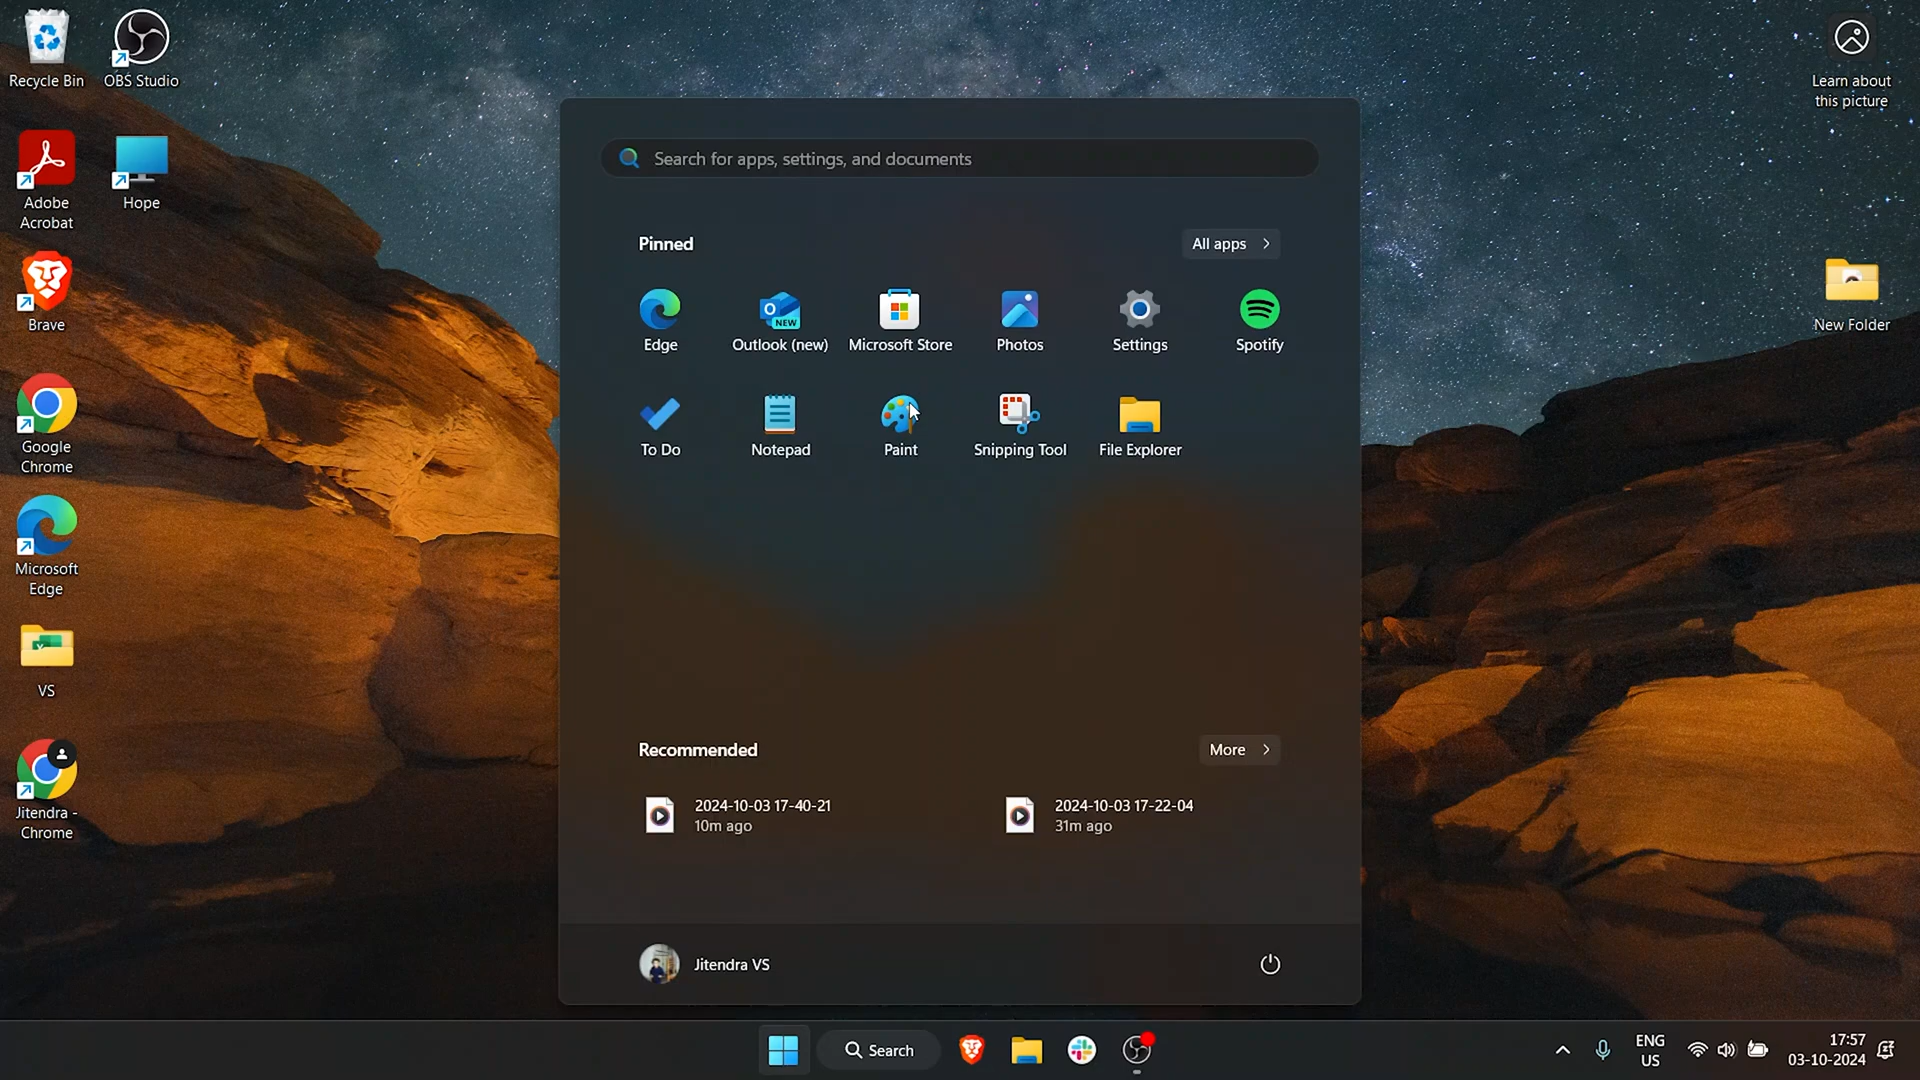 Recycle Bin
OBS Studio
Adobe
Acrobat
Hope
Brave
Google
Chrome
Microsoft
Edge
VS
Jitendra -
Chrome
Search for apps, settings, and documents
Pinned
All apps
Edge
Outlook (new)
NEW
Microsoft Store
Photos
Settings
Spotify
To Do
Notepad
Paint
Snipping Tool
File Explorer
Recommended
More
2024-10-03 17-40-21
10m ago
2024-10-03 17-22-04
31m ago
Jitendra VS
Learn about
this picture
New Folder
Search
ENG
US
17:57
03-10-2024